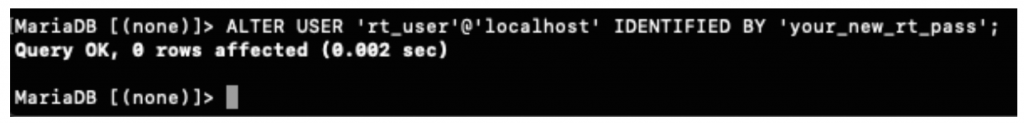 [MariaDB [(none)]> ALTER USER 'rt_user'@'localhost' IDENTIFIED BY 'your_new_rt_pass';
Query OK, 0 rows affected (0.002 sec)
MariaDB [(none)]>